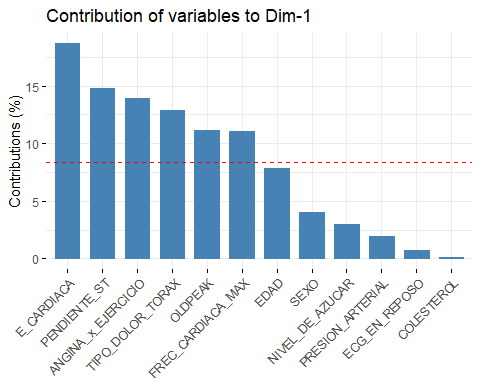 Contribution of variables to Dim-1
Contributions (%)
15
10
5
0
E_CARDIACA
PENDIENTE_ST
ANGINA_X_EJERCICIO
TIPO_DOLOR_TORAX
OLDPEAK
FREC_CARDIACA_MAX
EDAD
SEXO
NIVEL_DE_AZUCAR
PRESION_ARTERIAL
ECG_EN_REPOSO
COLESTEROL